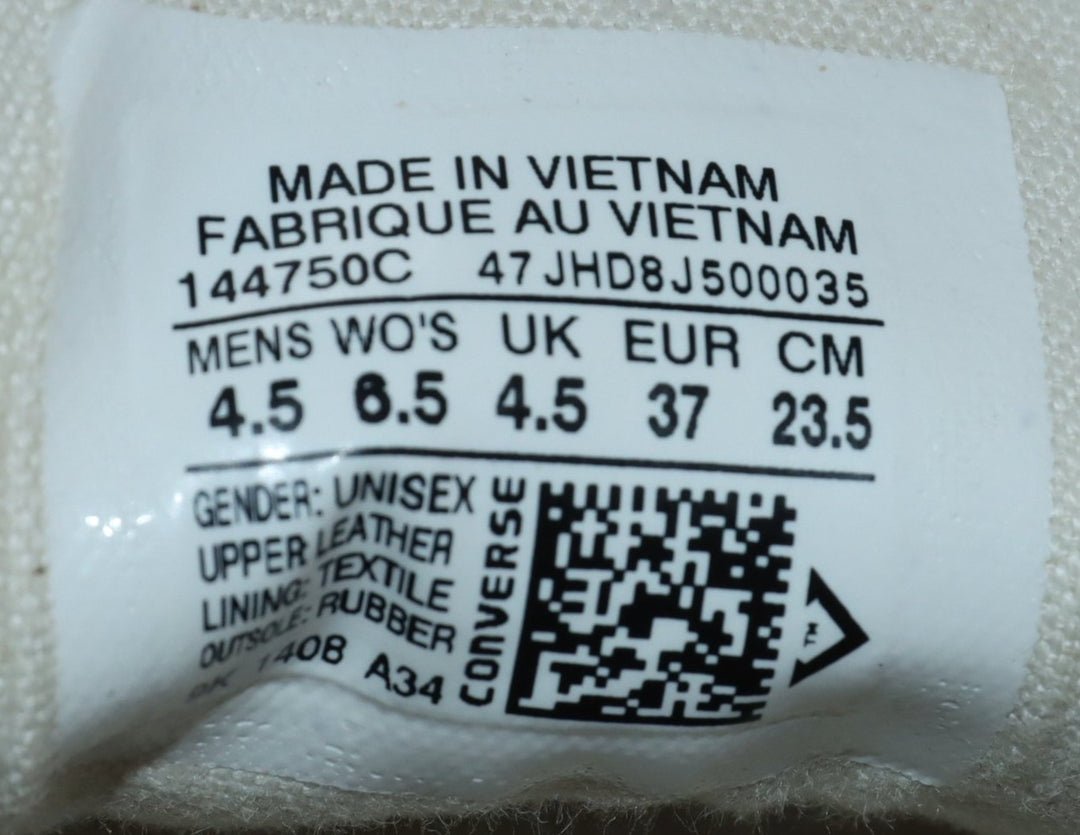 MADE IN VIETNAM
FABRIQUE AU VIETNAM
144750C 47JHD8J500035
MENS WO'S UK EUR CM
4.5 6.5 4.5 37 23.5
GENDER: UNISEX
UPPER LEATHER
LINING: TEXTILE
OUTSOLE: RUBBER
1408 A34
CONVERSE
TM